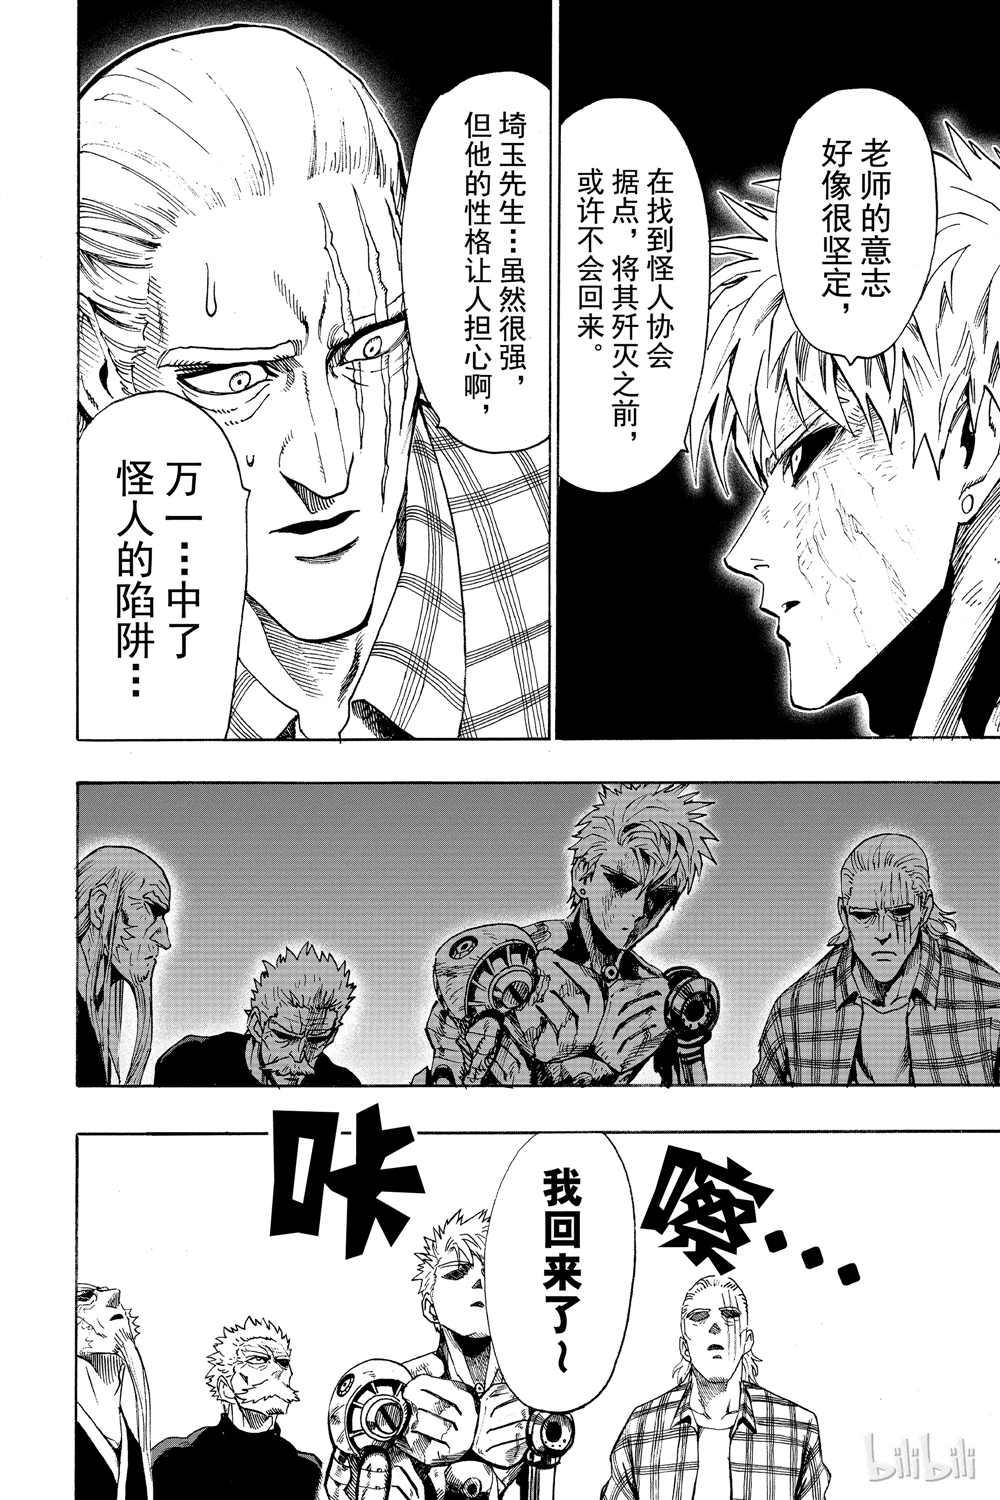 老师的意志
好像很坚定，
在找到怪人协会
据点，将其歼灭之前，
或许不会回来。
埼玉先生…虽然很强，
但他的性格让人担心啊，
万一…中了
怪人的陷阱…
咔
嚓…
我回来了~
bilibili